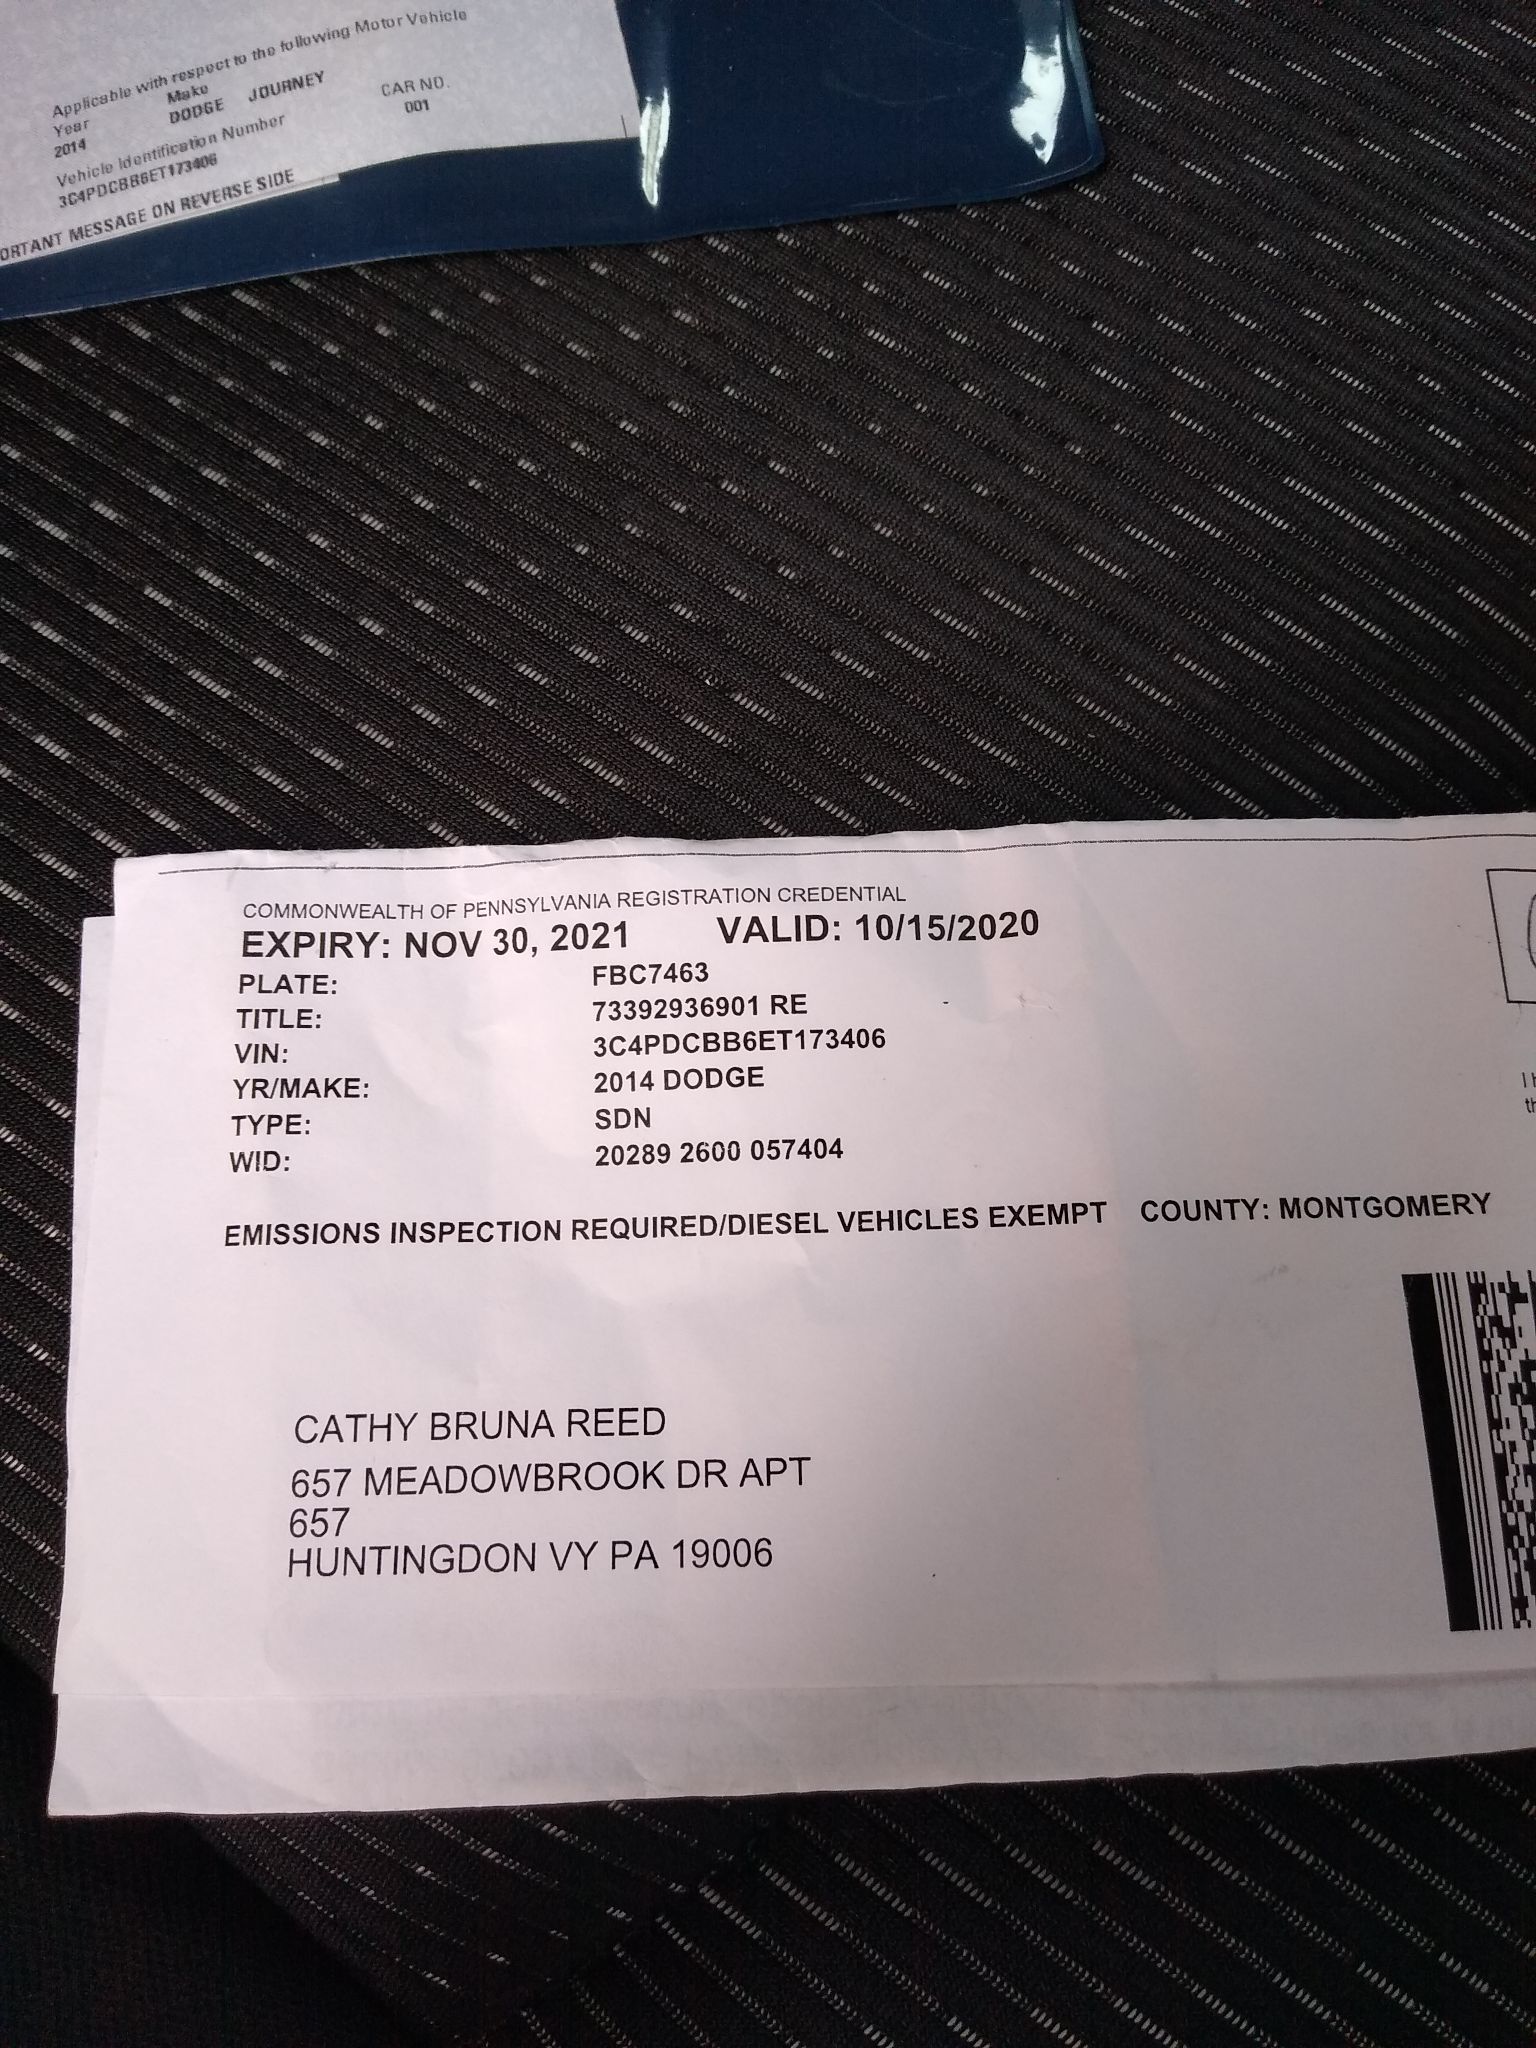 Applicable with respect to the following Motor Vehicle
Year Make CAR NO.
2014 DODGE JOURNEY 001
Vehicle Identification Number
3C4PDCBB6ET173406
ORTANT MESSAGE ON REVERSE SIDE
COMMONWEALTH OF PENNSYLVANIA REGISTRATION CREDENTIAL
EXPIRY: NOV 30, 2021 VALID: 10/15/2020
PLATE: FBC7463
TITLE: 73392936901 RE
VIN: 3C4PDCBB6ET173406
YR/MAKE: 2014 DODGE
TYPE: SDN
WID: 20289 2600 057404
EMISSIONS INSPECTION REQUIRED/DIESEL VEHICLES EXEMPT COUNTY: MONTGOMERY
CATHY BRUNA REED
657 MEADOWBROOK DR APT
657
HUNTINGDON VY PA 19006